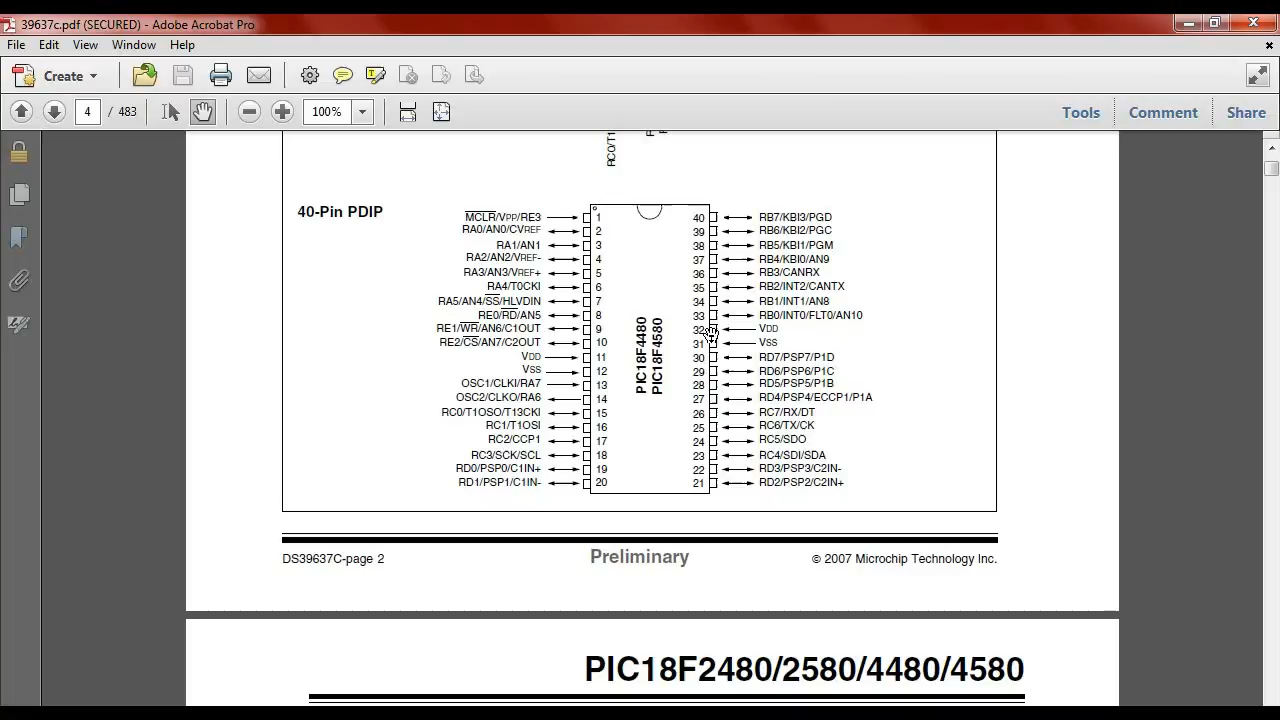 39637c.pdf (SECURED) - Adobe Acrobat Pro
File Edit View Window Help
Create
4 / 483 100% Tools Comment Share
RC0/T1
40-Pin PDIP
MCLR/VPP/RE3 1 40 RB7/KBI3/PGD
RA0/AN0/CVREF 2 39 RB6/KBI2/PGC
RA1/AN1 3 38 RB5/KBI1/PGM
RA2/AN2/VREF- 4 37 RB4/KBI0/AN9
RA3/AN3/VREF+ 5 36 RB3/CANRX
RA4/T0CKI 6 35 RB2/INT2/CANTX
RA5/AN4/SS/HLVDIN 7 34 RB1/INT1/AN8
RE0/RD/AN5 8 33 RB0/INT0/FLT0/AN10
RE1/WR/AN6/C1OUT 9 32 VDD
RE2/CS/AN7/C2OUT 10 31 VSS
VDD 11 30 RD7/PSP7/P1D
VSS 12 29 RD6/PSP6/P1C
OSC1/CLKI/RA7 13 28 RD5/PSP5/P1B
OSC2/CLKO/RA6 14 27 RD4/PSP4/ECCP1/P1A
RC0/T1OSO/T13CKI 15 26 RC7/RX/DT
RC1/T1OSI 16 25 RC6/TX/CK
RC2/CCP1 17 24 RC5/SDO
RC3/SCK/SCL 18 23 RC4/SDI/SDA
RD0/PSP0/C1IN+ 19 22 RD3/PSP3/C2IN-
RD1/PSP1/C1IN- 20 21 RD2/PSP2/C2IN+
PIC18F4480
PIC18F4580
DS39637C-page 2 Preliminary © 2007 Microchip Technology Inc.
PIC18F2480/2580/4480/4580